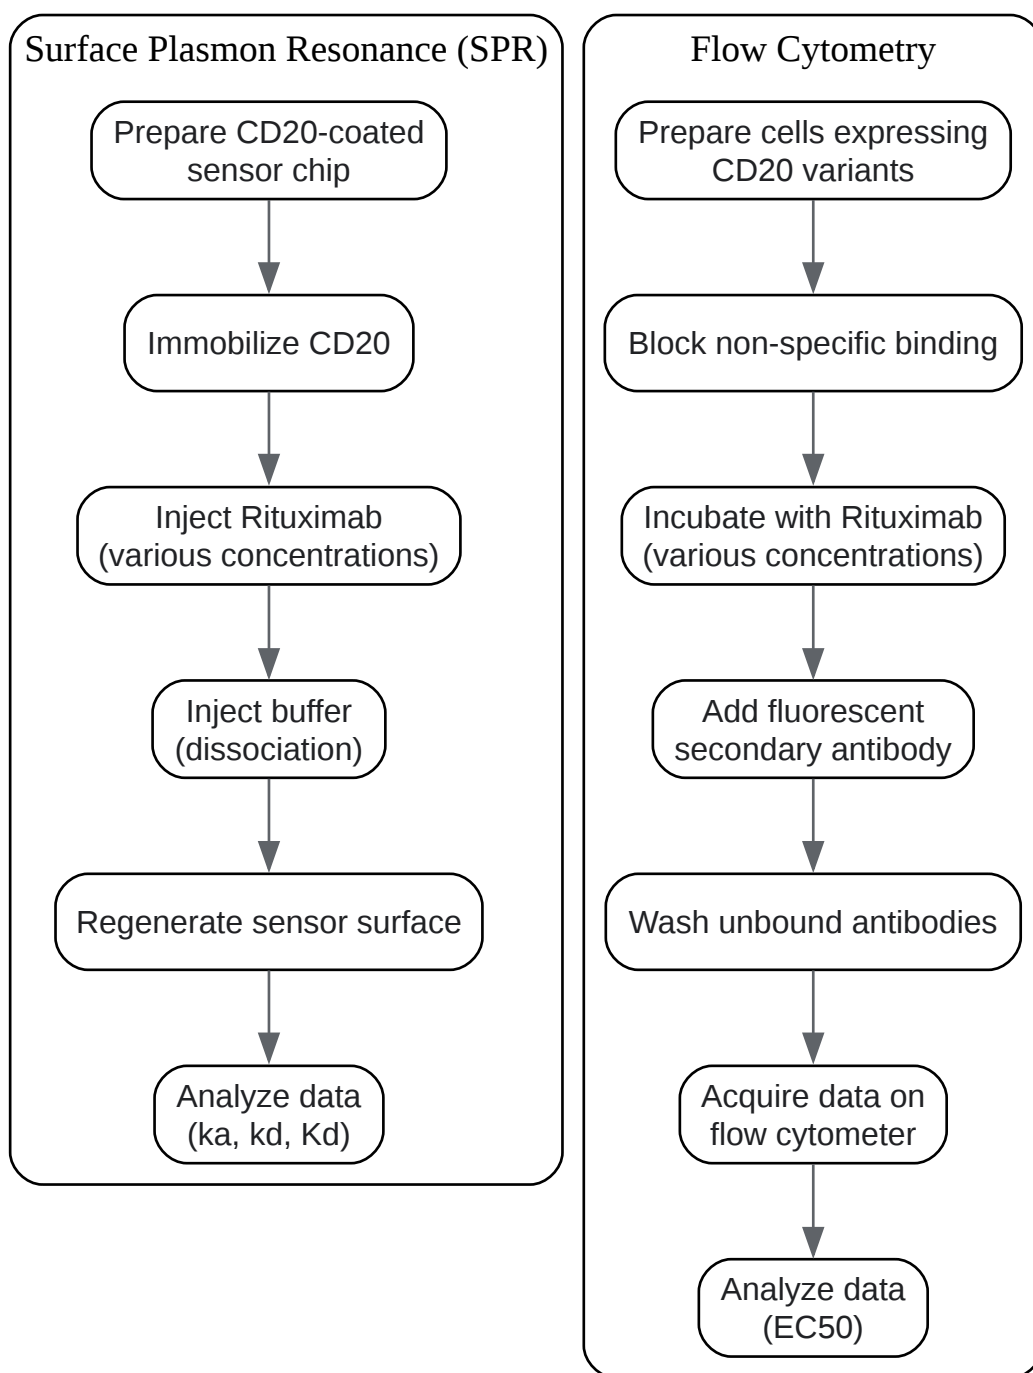 Surface Plasmon Resonance (SPR)
Prepare CD20-coated
sensor chip
Immobilize CD20
Inject Rituximab
(various concentrations)
Inject buffer
(dissociation)
Regenerate sensor surface
Analyze data
(ka, kd, Kd)
Flow Cytometry
Prepare cells expressing
CD20 variants
Block non-specific binding
Incubate with Rituximab
(various concentrations)
Add fluorescent
secondary antibody
Wash unbound antibodies
Acquire data on
flow cytometer
Analyze data
(EC50)